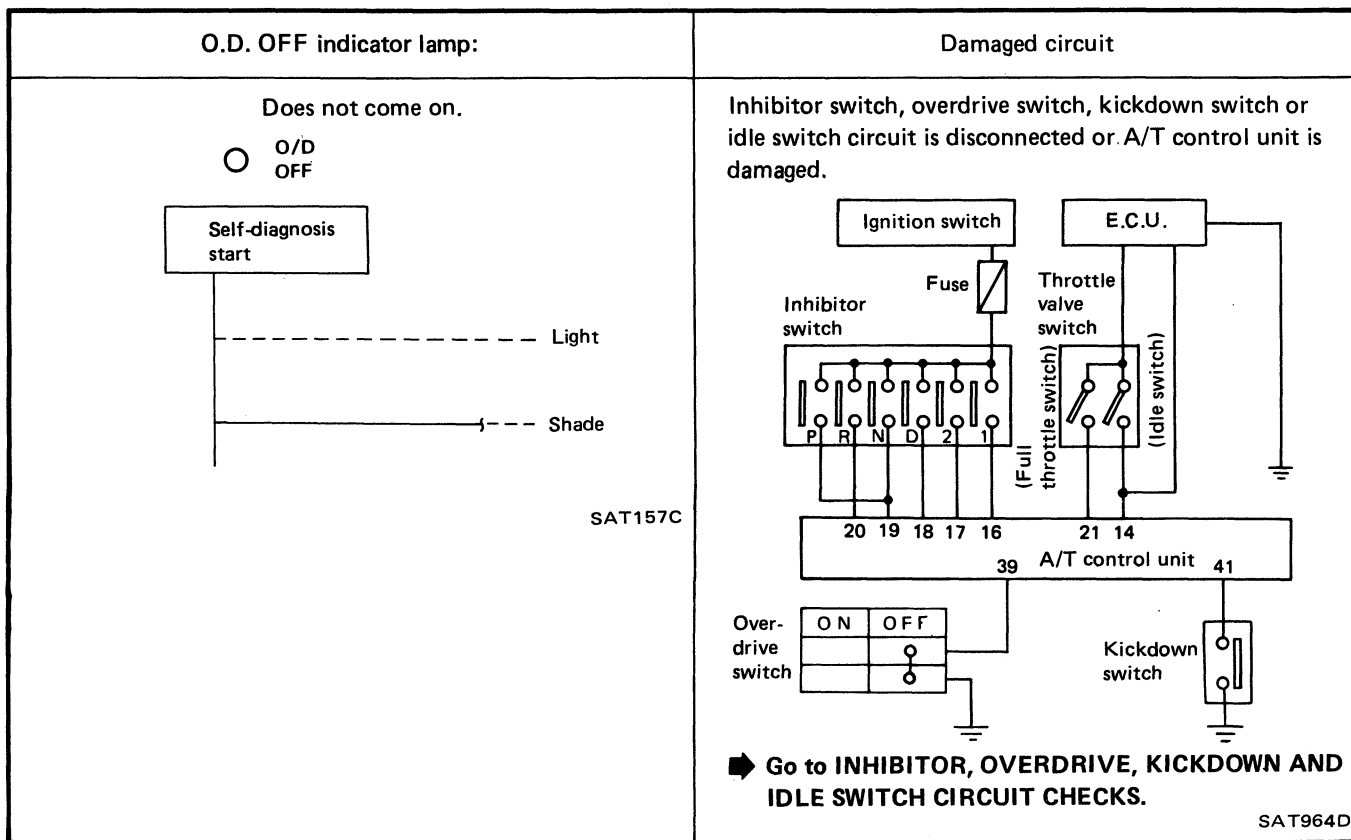 O.D. OFF indicator lamp:
Damaged circuit
Does not come on.
O/D
OFF
Self-diagnosis
start
Light
Shade
SAT157C
Inhibitor switch, overdrive switch, kickdown switch or
idle switch circuit is disconnected or A/T control unit is
damaged.
Ignition switch
E.C.U.
Fuse
Throttle
valve
switch
Inhibitor
switch
(Full
throttle switch)
(Idle switch)
P R N D 2 1
20 19 18 17 16 21 14
39 A/T control unit 41
Over-
drive
switch
ON OFF
Kickdown
switch
Go to INHIBITOR, OVERDRIVE, KICKDOWN AND
IDLE SWITCH CIRCUIT CHECKS.
SAT964D